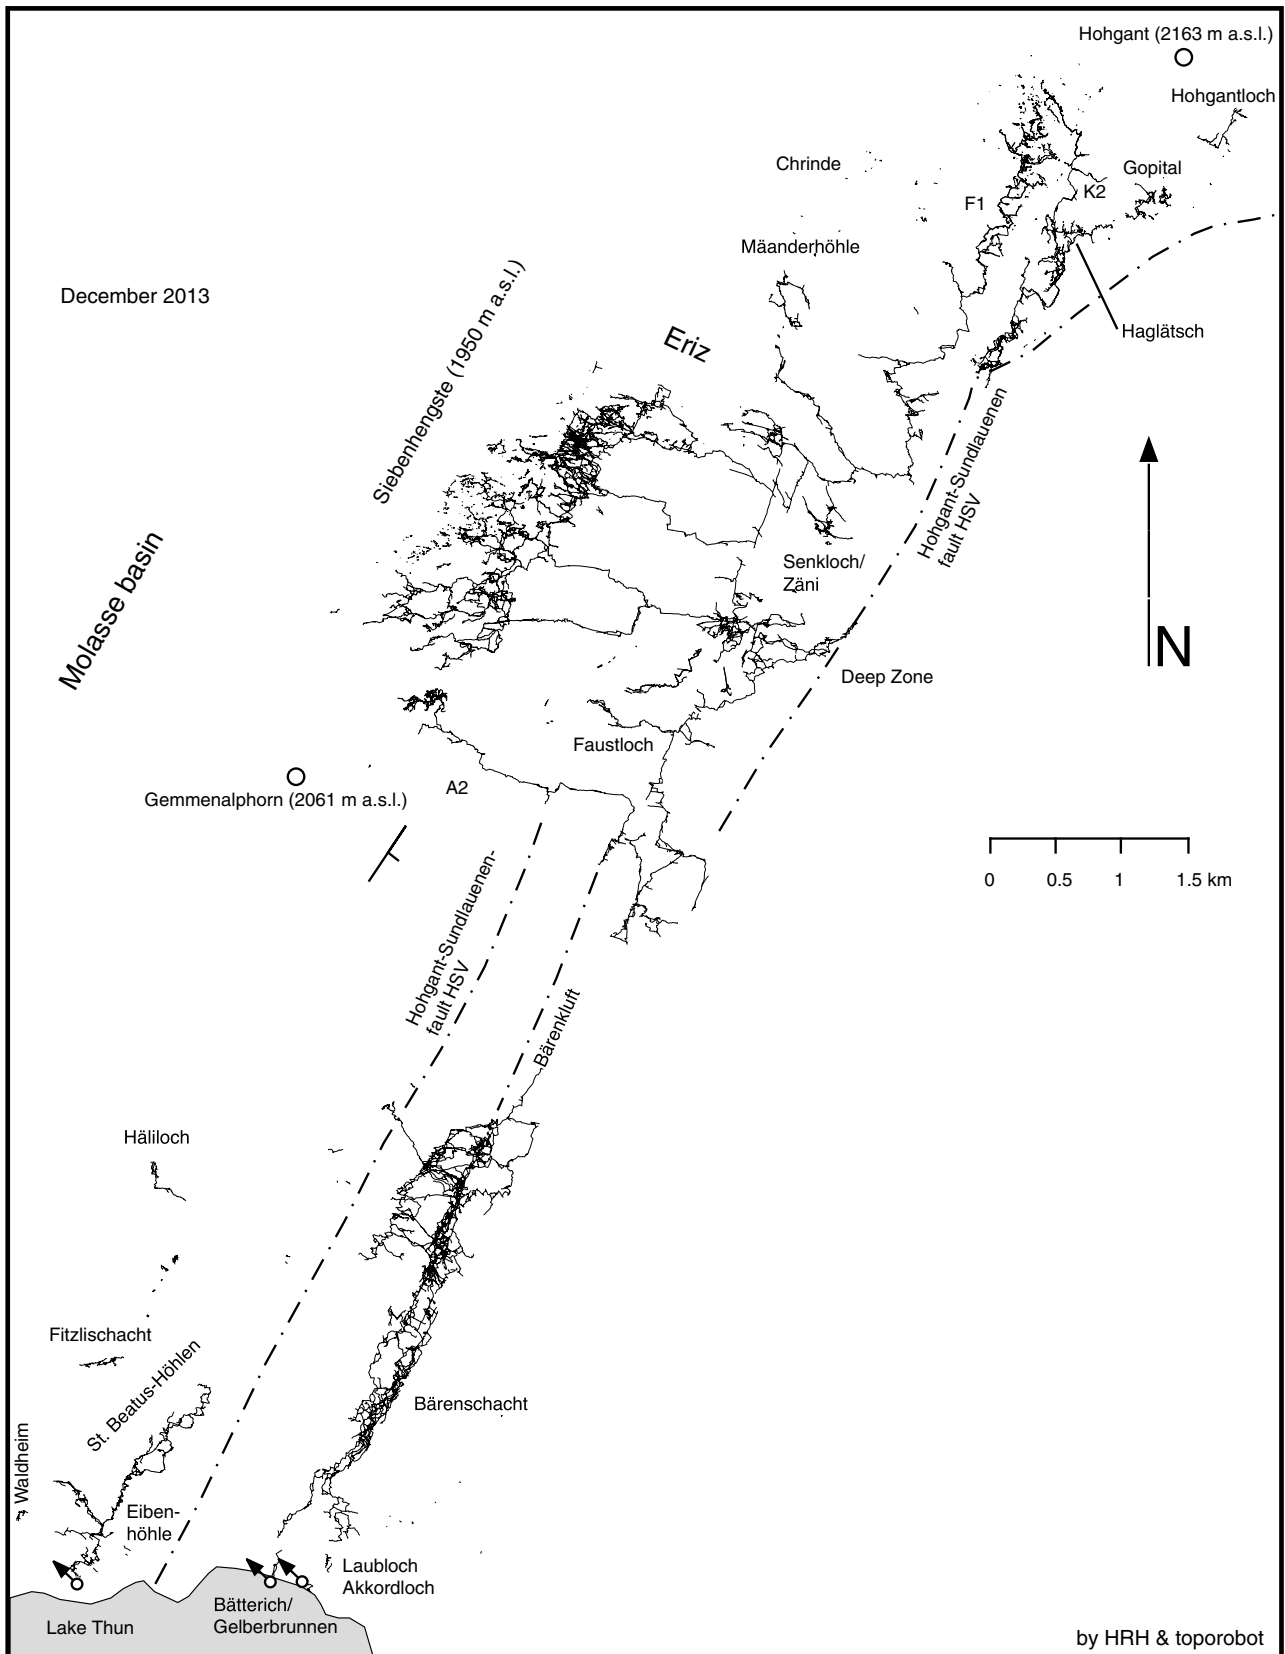 Hohgant (2163 m a.s.l.)
Hohgantloch
Chrinde
Gopital
F1
K2
Mäanderhöhle
December 2013
Siebenhengste (1950 m a.s.l.)
Eriz
Haglätsch
Hohgant-Sundlauenen
fault HSV
Molasse basin
Senkloch/
Zäni
N
Deep Zone
Faustloch
A2
Gemmenalphorn (2061 m a.s.l.)
0 0.5 1 1.5 km
Hohgant-Sundlauenen-
fault HSV
Bärenkluft
Häliloch
Fitzlischacht
St. Beatus-Höhlen
Bärenschacht
Waldheim
Eiben-
höhle
Laubloch
Akkordloch
Bätterich/
Gelberbrunnen
Lake Thun
by HRH & toporobot